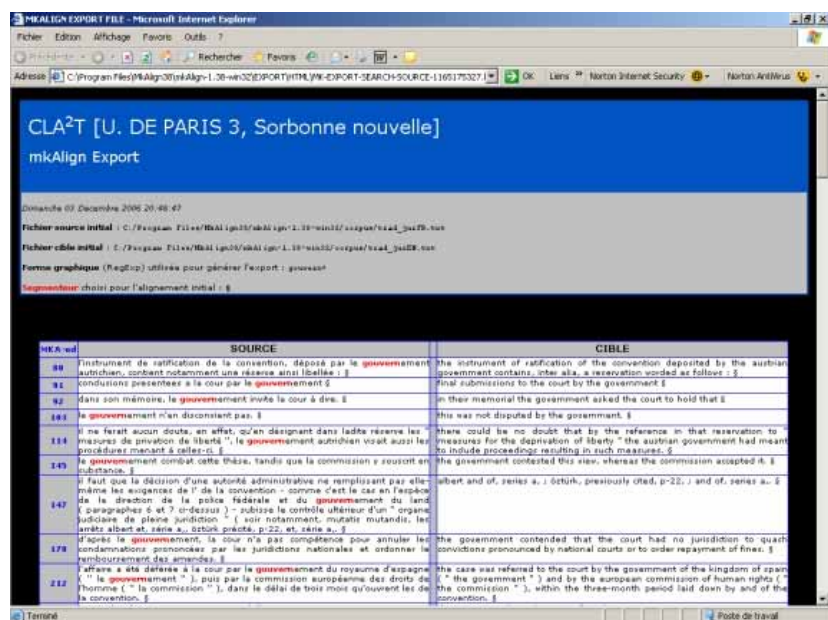 MKALIGN EXPORT FILE - Microsoft Internet Explorer
Fichier Edition Affichage Favoris Outils ?
Rechercher Favoris
Adresse C:\Program Files\MkAlign38\mkAlign-1.38-win32\EXPORT\HTML\MK-EXPORT-SEARCH-SOURCE-1165175327. OK Liens » Norton Internet Security Norton AntiVirus
CLA²T [U. DE PARIS 3, Sorbonne nouvelle]
mkAlign Export
Dimanche 03 Decembre 2006 20:48:47
Fichier source initial :
Fichier cible initial :
Forme graphique (RegExp) utilisée pour générer l'export :
Segmenteur choisi pour l'alignement initial : §
SOURCE CIBLE
l'instrument de ratification de la convention, déposé par le gouvernement the instrument of ratification of the convention deposited by the austrian
autrichien, contient notamment une réserve ainsi libellée : § government contains, inter alia, a reservation worded as follows : §
91 conclusions presentees a la cour par le gouvernement § final submissions to the court by the government §
92 dans son mémoire, le gouvernement invite la cour à dire. § in their memorial the government asked the court to hold that §
103 le gouvernement n'en disconvient pas. § this was not disputed by the government. §
il ne ferait aucun doute, en effet, qu'en désignant dans ladite réserve les " there could be no doubt that by the reference in that reservation to "
114 mesures de privation de liberté ", le gouvernement autrichien visait aussi les measures for the deprivation of liberty " the austrian government had meant
procédures menant à celles-ci. § to include proceedings resulting in such measures. §
145 le gouvernement combat cette thèse, tandis que la commission y souscrit en the government contested this view, whereas the commission accepted it. §
substance. §
il faut que la décision d'une autorité administrative ne remplissant pas elle- albert and of, series a, ; öztürk, previously cited, p-22, ; and of, series a,. §
même les exigences de l' de la convention - comme c'est le cas en l'espèce
de la direction de la police fédérale et du gouvernement du land
147 ( paragraphes 6 et 7 ci-dessus ) - subisse le contrôle ultérieur d'un " organe
judiciaire de pleine juridiction " ( voir notamment, mutatis mutandis, les
arrêts albert et, série a,, öztürk précité, p-22, et, série a,. §
d'après le gouvernement, la cour n'a pas compétence pour annuler les the government contended that the court had no jurisdiction to quash
178 condamnations prononcées par les juridictions nationales et ordonner le convictions pronounced by national courts or to order repayment of fines. §
remboursement des amendes. §
l'affaire a été déférée à la cour par le gouvernement du royaume d'espagne the case was referred to the court by the government of the kingdom of spain
212 ( " le gouvernement " ), puis par la commission européenne des droits de ( " the government " ) and by the european commission of human rights ( "
l'homme ( " la commission " ), dans le délai de trois mois qu'ouvrent les de the commission " ), within the three-month period laid down by and of the
la convention. § convention. §
Terminé Poste de travail